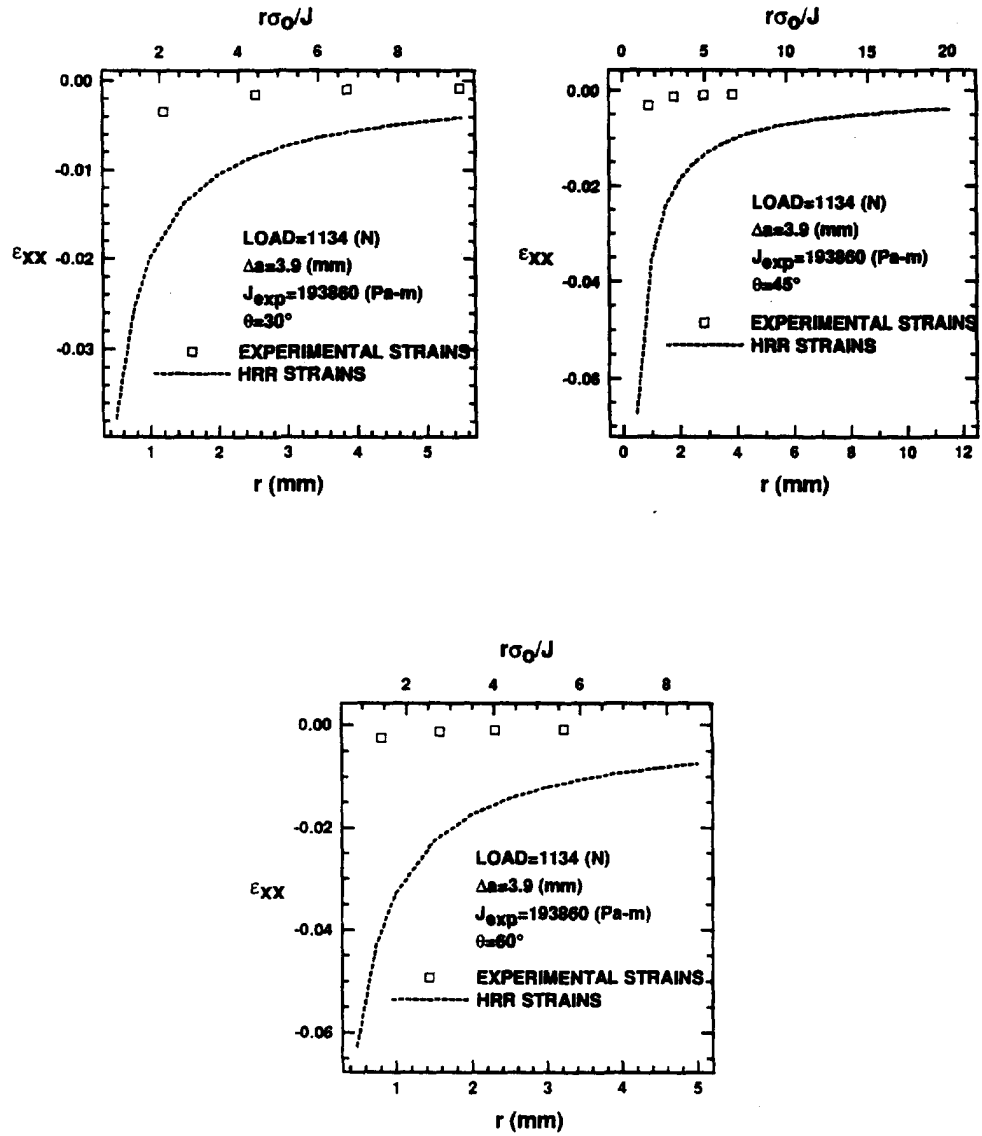 rσo/J
2 4 6 8
0.00
-0.01
-0.02
-0.03
εxx
LOAD=1134 (N)
Δa=3.9 (mm)
Jexp=193860 (Pa-m)
θ=30°
EXPERIMENTAL STRAINS
HRR STRAINS
1 2 3 4 5
r (mm)
rσo/J
0 5 10 15 20
0.00
-0.02
-0.04
-0.06
εxx
LOAD=1134 (N)
Δa=3.9 (mm)
Jexp=193860 (Pa-m)
θ=45°
EXPERIMENTAL STRAINS
HRR STRAINS
0 2 4 6 8 10 12
r (mm)
rσo/J
2 4 6 8
0.00
-0.02
-0.04
-0.06
εxx
LOAD=1134 (N)
Δa=3.9 (mm)
Jexp=193860 (Pa-m)
θ=60°
EXPERIMENTAL STRAINS
HRR STRAINS
1 2 3 4 5
r (mm)